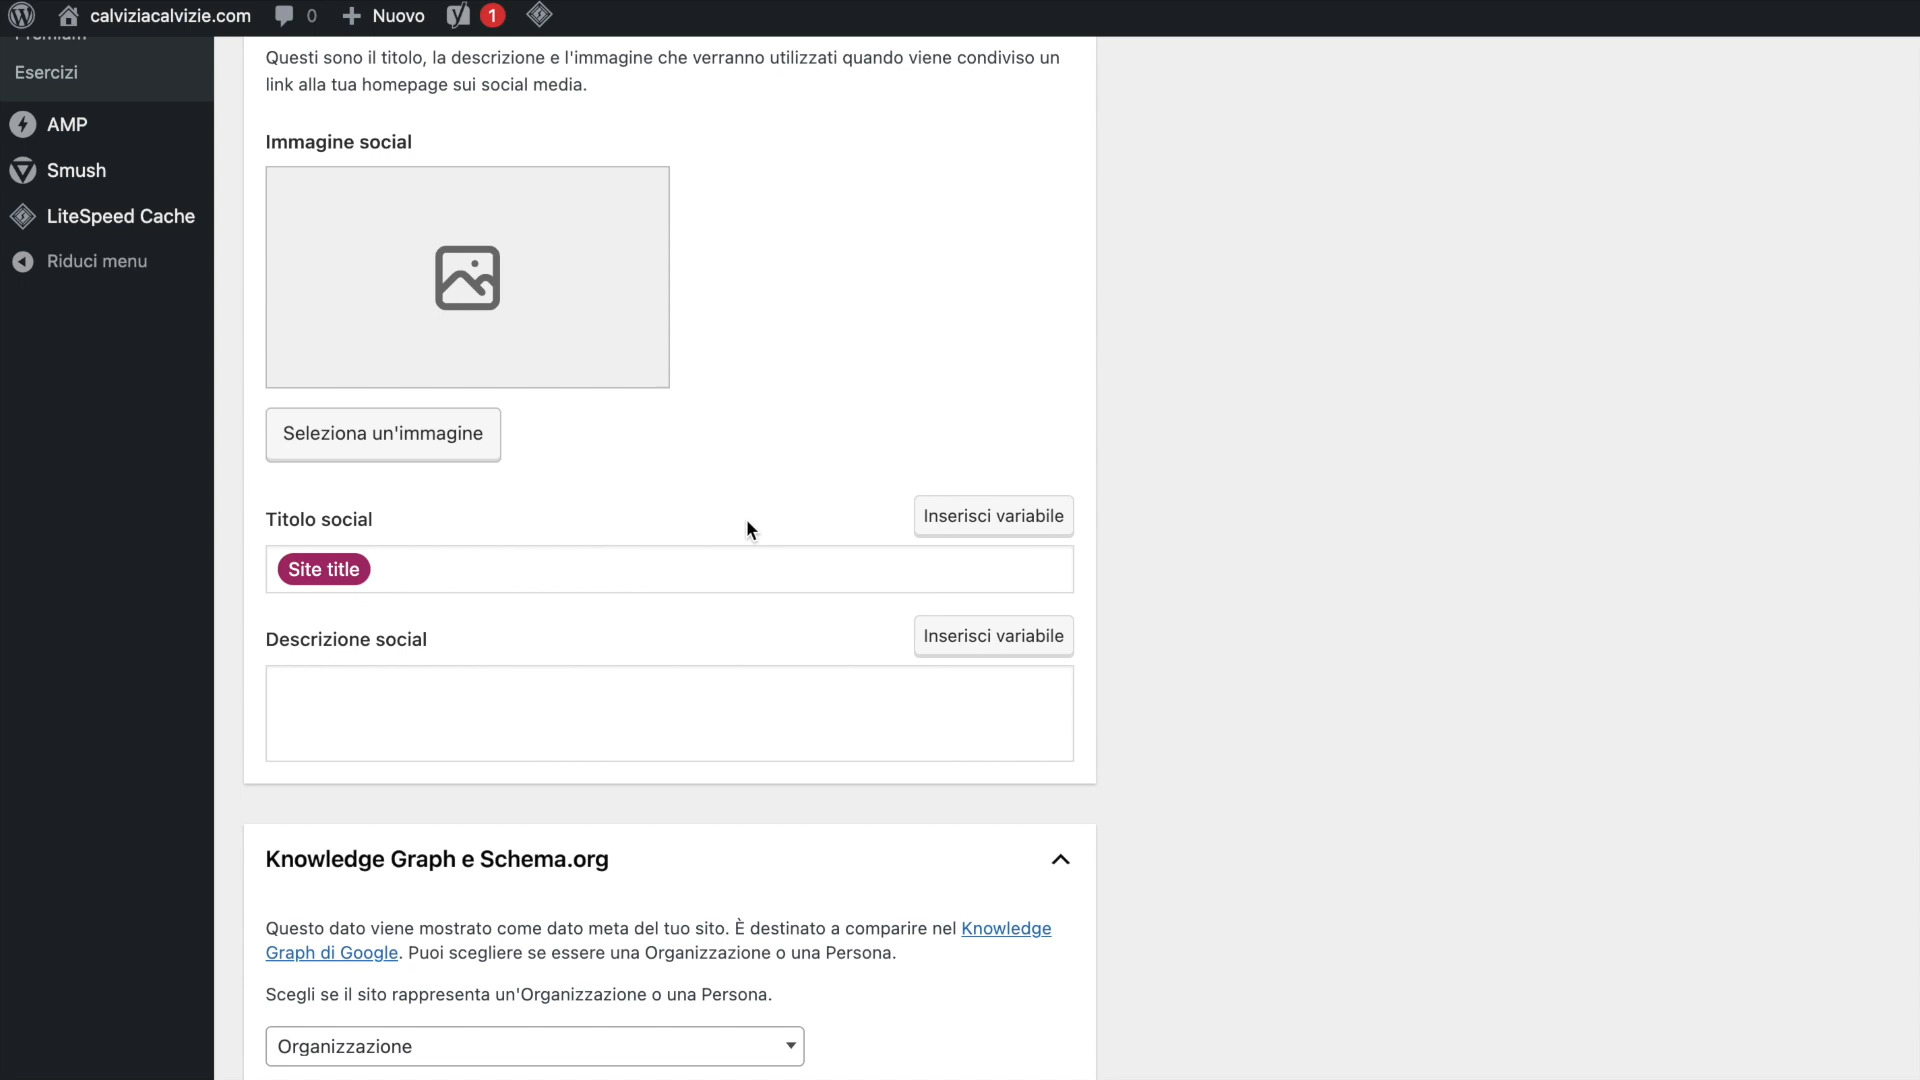 calviziacalvizie.com 0 Nuovo 1
Esercizi
AMP
Smush
LiteSpeed Cache
Riduci menu
Questi sono il titolo, la descrizione e l'immagine che verranno utilizzati quando viene condiviso un
link alla tua homepage sui social media.
Immagine social
Seleziona un'immagine
Titolo social
Inserisci variabile
Site title
Descrizione social
Inserisci variabile
Knowledge Graph e Schema.org
Questo dato viene mostrato come dato meta del tuo sito. È destinato a comparire nel Knowledge
Graph di Google. Puoi scegliere se essere una Organizzazione o una Persona.
Scegli se il sito rappresenta un'Organizzazione o una Persona.
Organizzazione